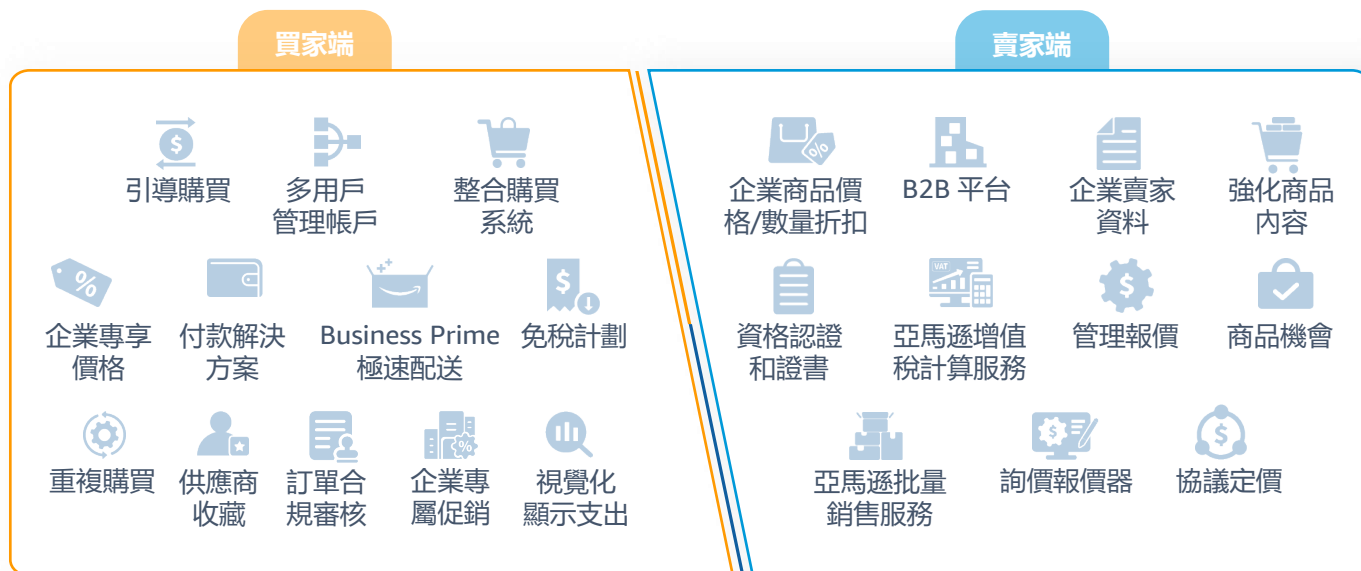 買家端
引導購買
多用戶
管理帳戶
整合購買
系統
企業專享
價格
付款解決
方案
Business Prime
極速配送
免稅計劃
重複購買
供應商
收藏
訂單合
規審核
企業專
屬促銷
視覺化
顯示支出
賣家端
企業商品價
格/數量折扣
B2B 平台
企業賣家
資料
強化商品
內容
資格認證
和證書
VAT
亞馬遜增值
稅計算服務
管理報價
商品機會
亞馬遜批量
銷售服務
詢價報價器
協議定價